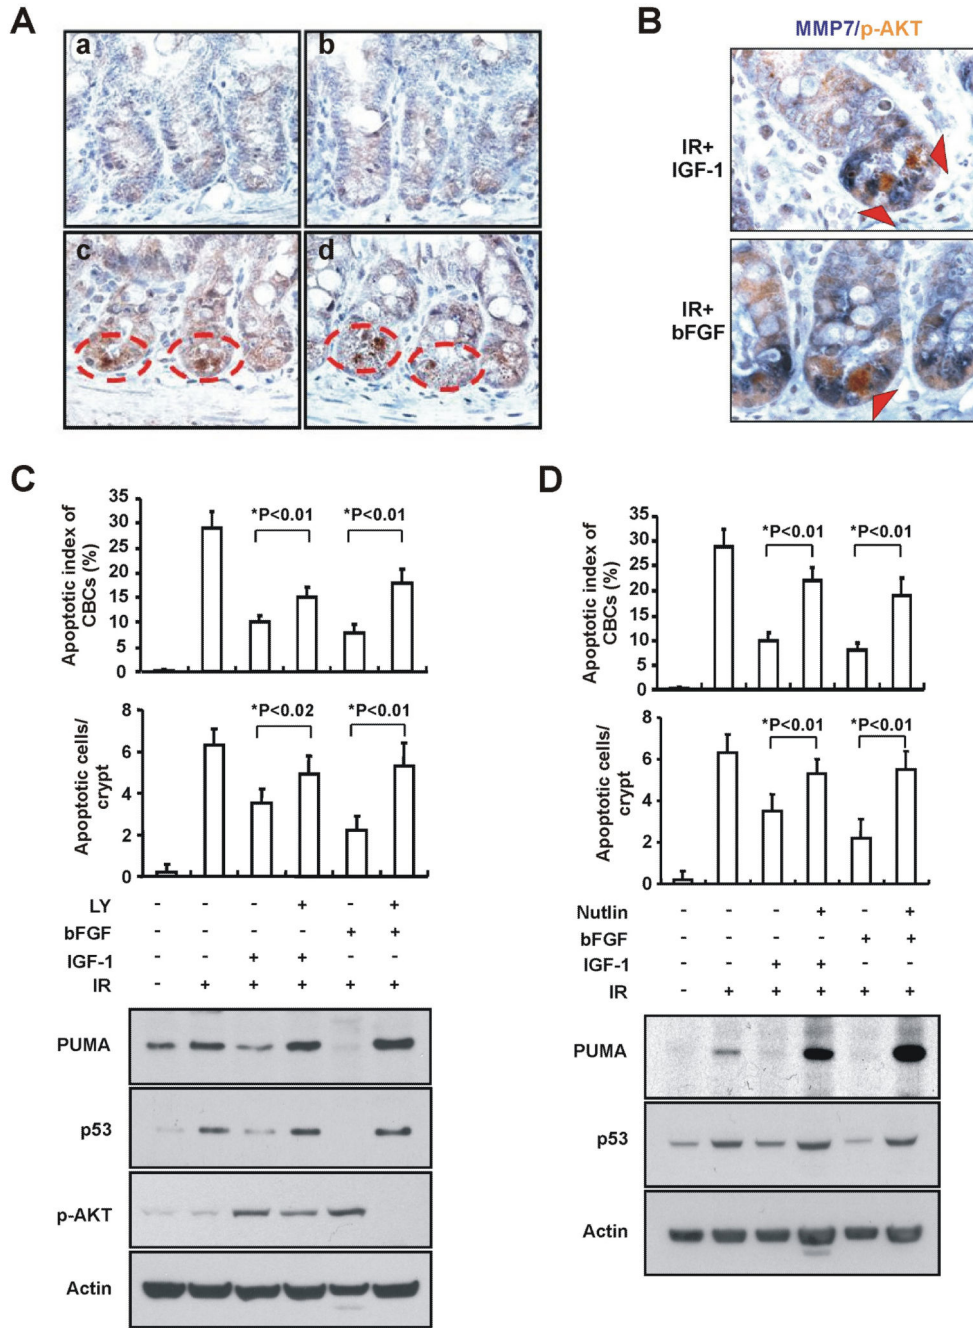 A
a
b
c
d
B
MMP7/p-AKT
IR+
IGF-1
IR+
bFGF
C
Apoptotic index of
CBCs (%)
35
30
25
20
15
10
5
0
*P<0.01
*P<0.01
Apoptotic cells/
crypt
8
6
4
2
0
*P<0.02
*P<0.01
LY - - - + - +
bFGF - - - - + +
IGF-1 - - + + - -
IR - + + + + +
PUMA
p53
p-AKT
Actin
D
Apoptotic index of
CBCs (%)
35
30
25
20
15
10
5
0
*P<0.01
*P<0.01
Apoptotic cells/
crypt
8
6
4
2
0
*P<0.01
*P<0.01
Nutlin - - - + - +
bFGF - - - - + +
IGF-1 - - + + - -
IR - + + + + +
PUMA
p53
Actin